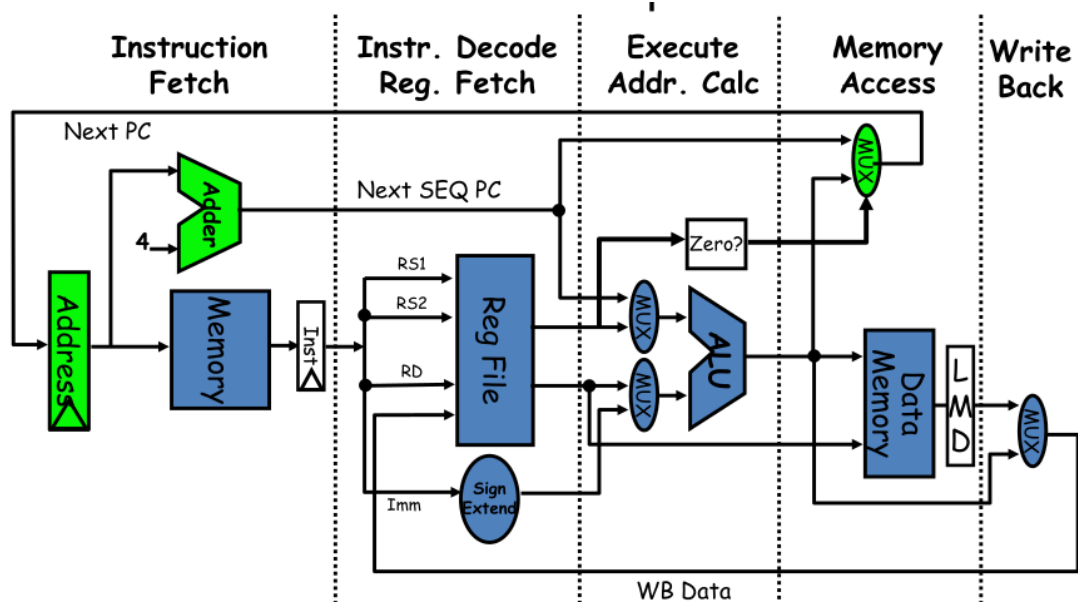 Instruction
Fetch
Instr. Decode
Reg. Fetch
Execute
Addr. Calc
Memory
Access
Write
Back
Next PC
MUX
Adder
Next SEQ PC
4
Zero?
RS1
RS2
RD
Reg File
MUX
MUX
ALU
Address
Memory
Inst
Data
Memory
L
M
D
MUX
Imm
Sign
Extend
WB Data